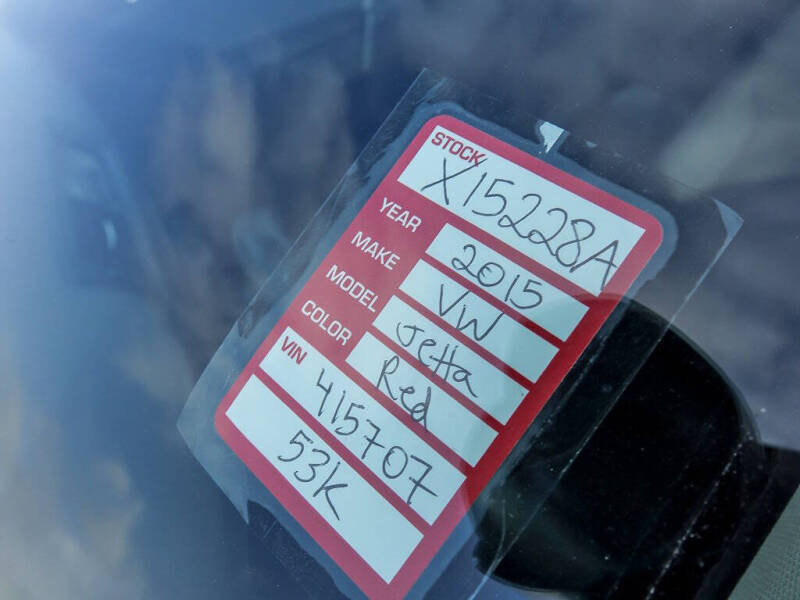 STOCK
X15228A
YEAR 2015
MAKE VW
MODEL Jetta
COLOR Red
VIN 415707
53K